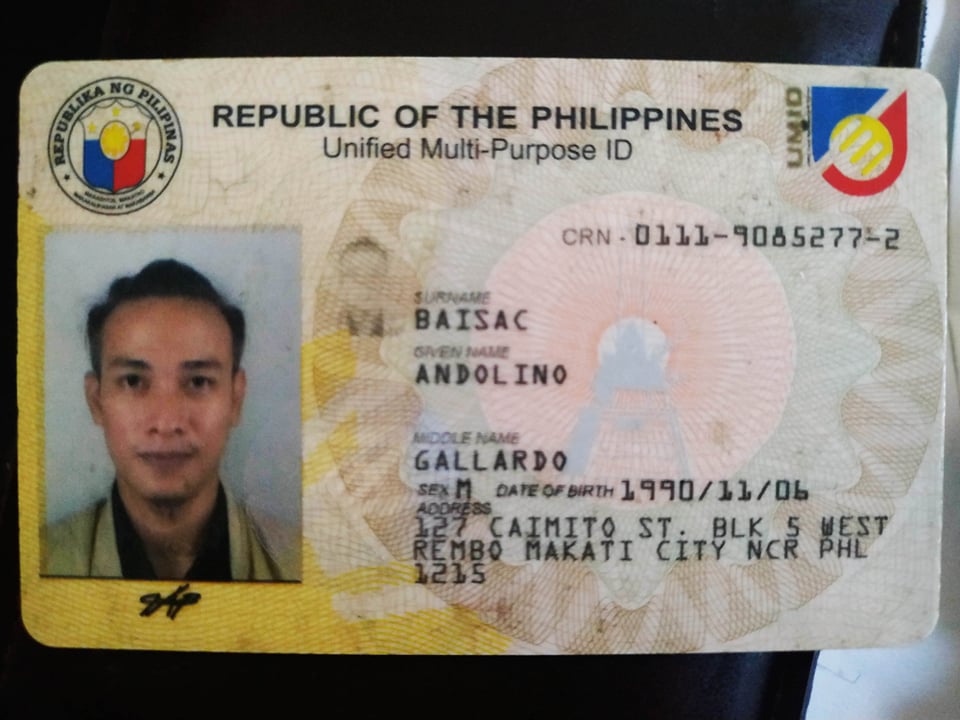 REPUBLIKA NG PILIPINAS
REPUBLIC OF THE PHILIPPINES
Unified Multi-Purpose ID
UMID
CRN - 0111-9085277-2
SURNAME
BAISAC
GIVEN NAME
ANDOLINO
MIDDLE NAME
GALLARDO
SEX M DATE OF BIRTH 1990/11/06
ADDRESS
127 CAIMITO ST. BLK 5 WEST
REMBO MAKATI CITY NCR PHL
1215